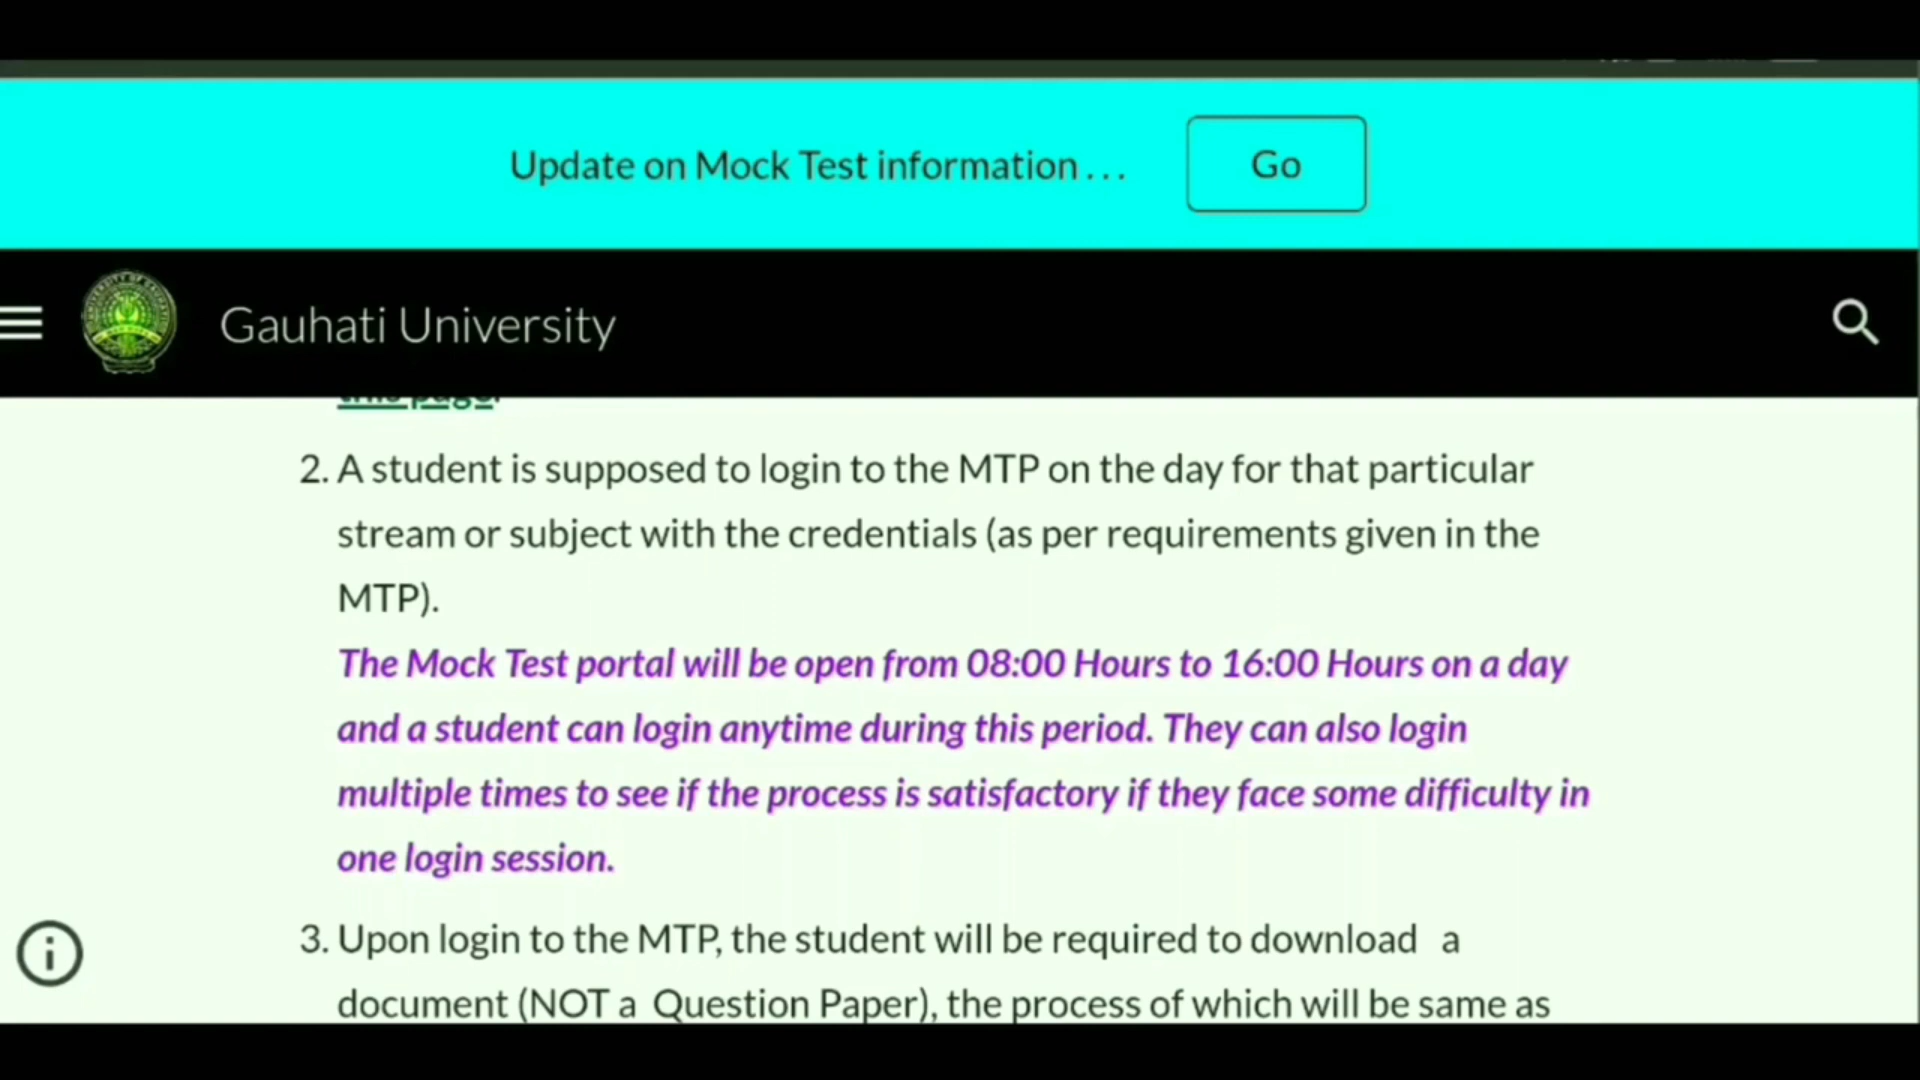 Update on Mock Test information . . .
Go
Gauhati University
this page.
2. A student is supposed to login to the MTP on the day for that particular
stream or subject with the credentials (as per requirements given in the
MTP).
The Mock Test portal will be open from 08:00 Hours to 16:00 Hours on a day
and a student can login anytime during this period. They can also login
multiple times to see if the process is satisfactory if they face some difficulty in
one login session.
3. Upon login to the MTP, the student will be required to download a
document (NOT a Question Paper), the process of which will be same as